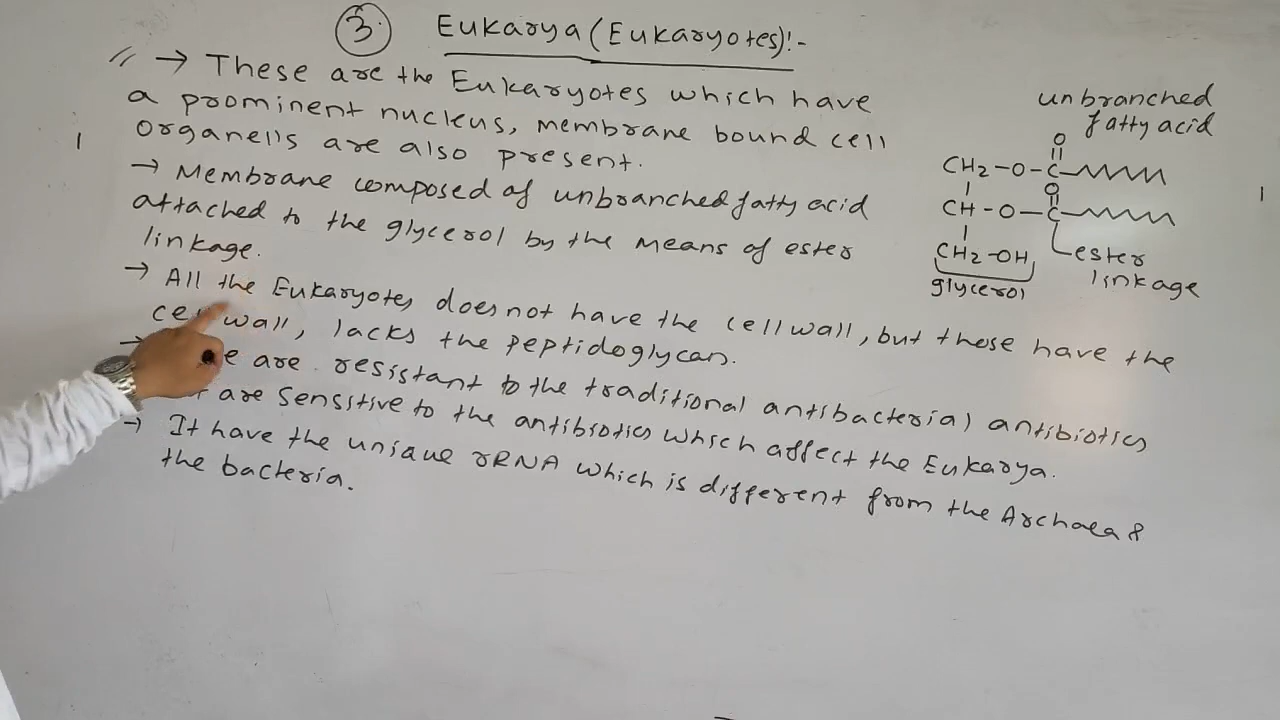 3. Eukarya (Eukaryotes)!-
// → These are the Eukaryotes which have
a prominent nucleus, membrane bound cell
organells are also present.
→ Membrane composed of unbranched fatty acid
attached to the glycerol by the means of ester
linkage.
→ All the Eukaryotes does not have the cell wall, but those have the
cell wall, lacks the peptidoglycan.
→ are resistant to the traditional antibacterial antibiotics
are sensitive to the antibiotics which affect the Eukarya.
→ It have the unique rRNA which is different from the Archaea &
the bacteria.
unbranched
fatty acid
O
CH2-O-C
O
CH-O-C
CH2-OH
glycerol
ester
linkage